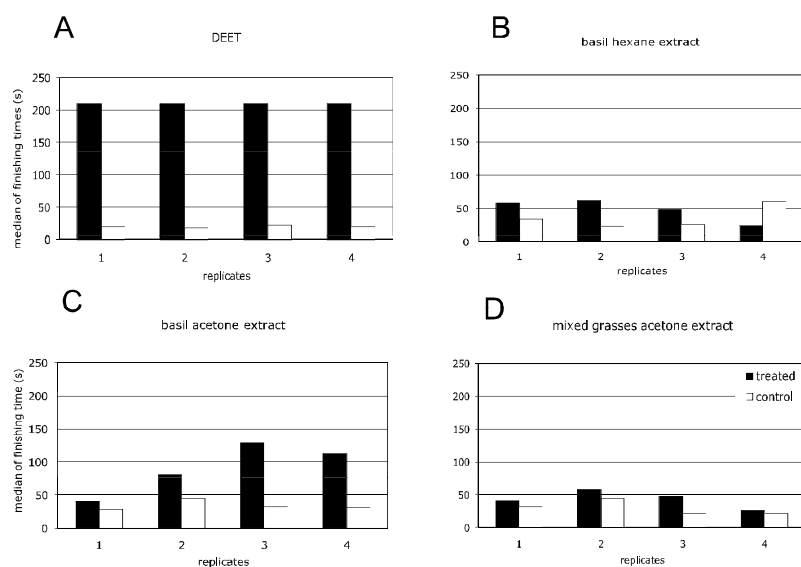 A
DEET
median of finishing times (s)
250
200
150
100
50
0
1 2 3 4
replicates
B
basil hexane extract
250
200
150
100
50
0
1 2 3 4
replicates
C
basil acetone extract
median of finishing time (s)
250
200
150
100
50
0
1 2 3 4
replicates
D
mixed grasses acetone extract
250
200
150
100
50
0
treated
control
1 2 3 4
replicates